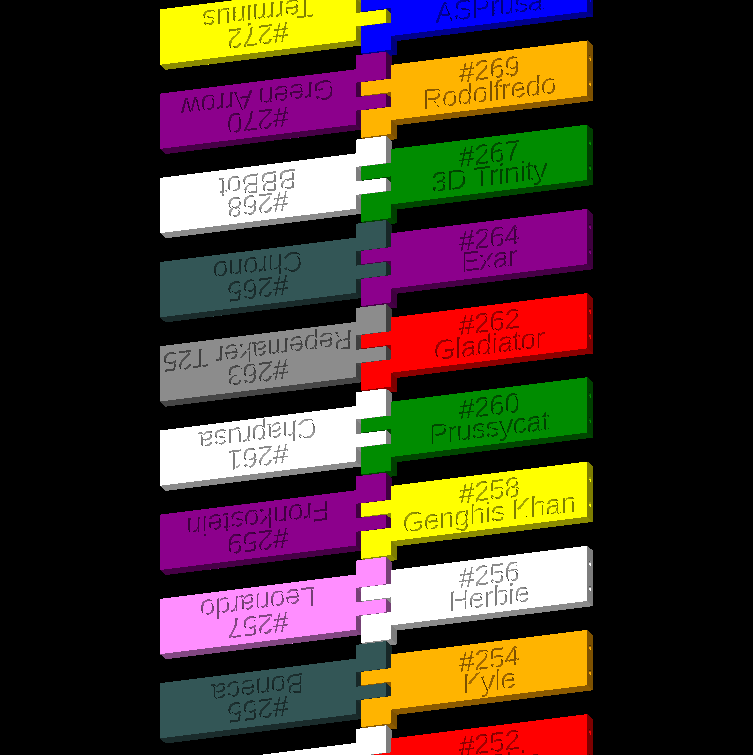 Terminus
#272
ASPrusa
#269
Rodolfredo
Green Arrow
#270
#267
3D Trinity
BBBot
#268
#264
Exar
Chrono
#265
#262
Gladiator
Repemaker T25
#263
#260
Prussycat
Chaprusa
#261
#258
Genghis Khan
Fronkostein
#259
#256
Herbie
Leonardo
#257
#254
Kyle
Boneca
#255
#252